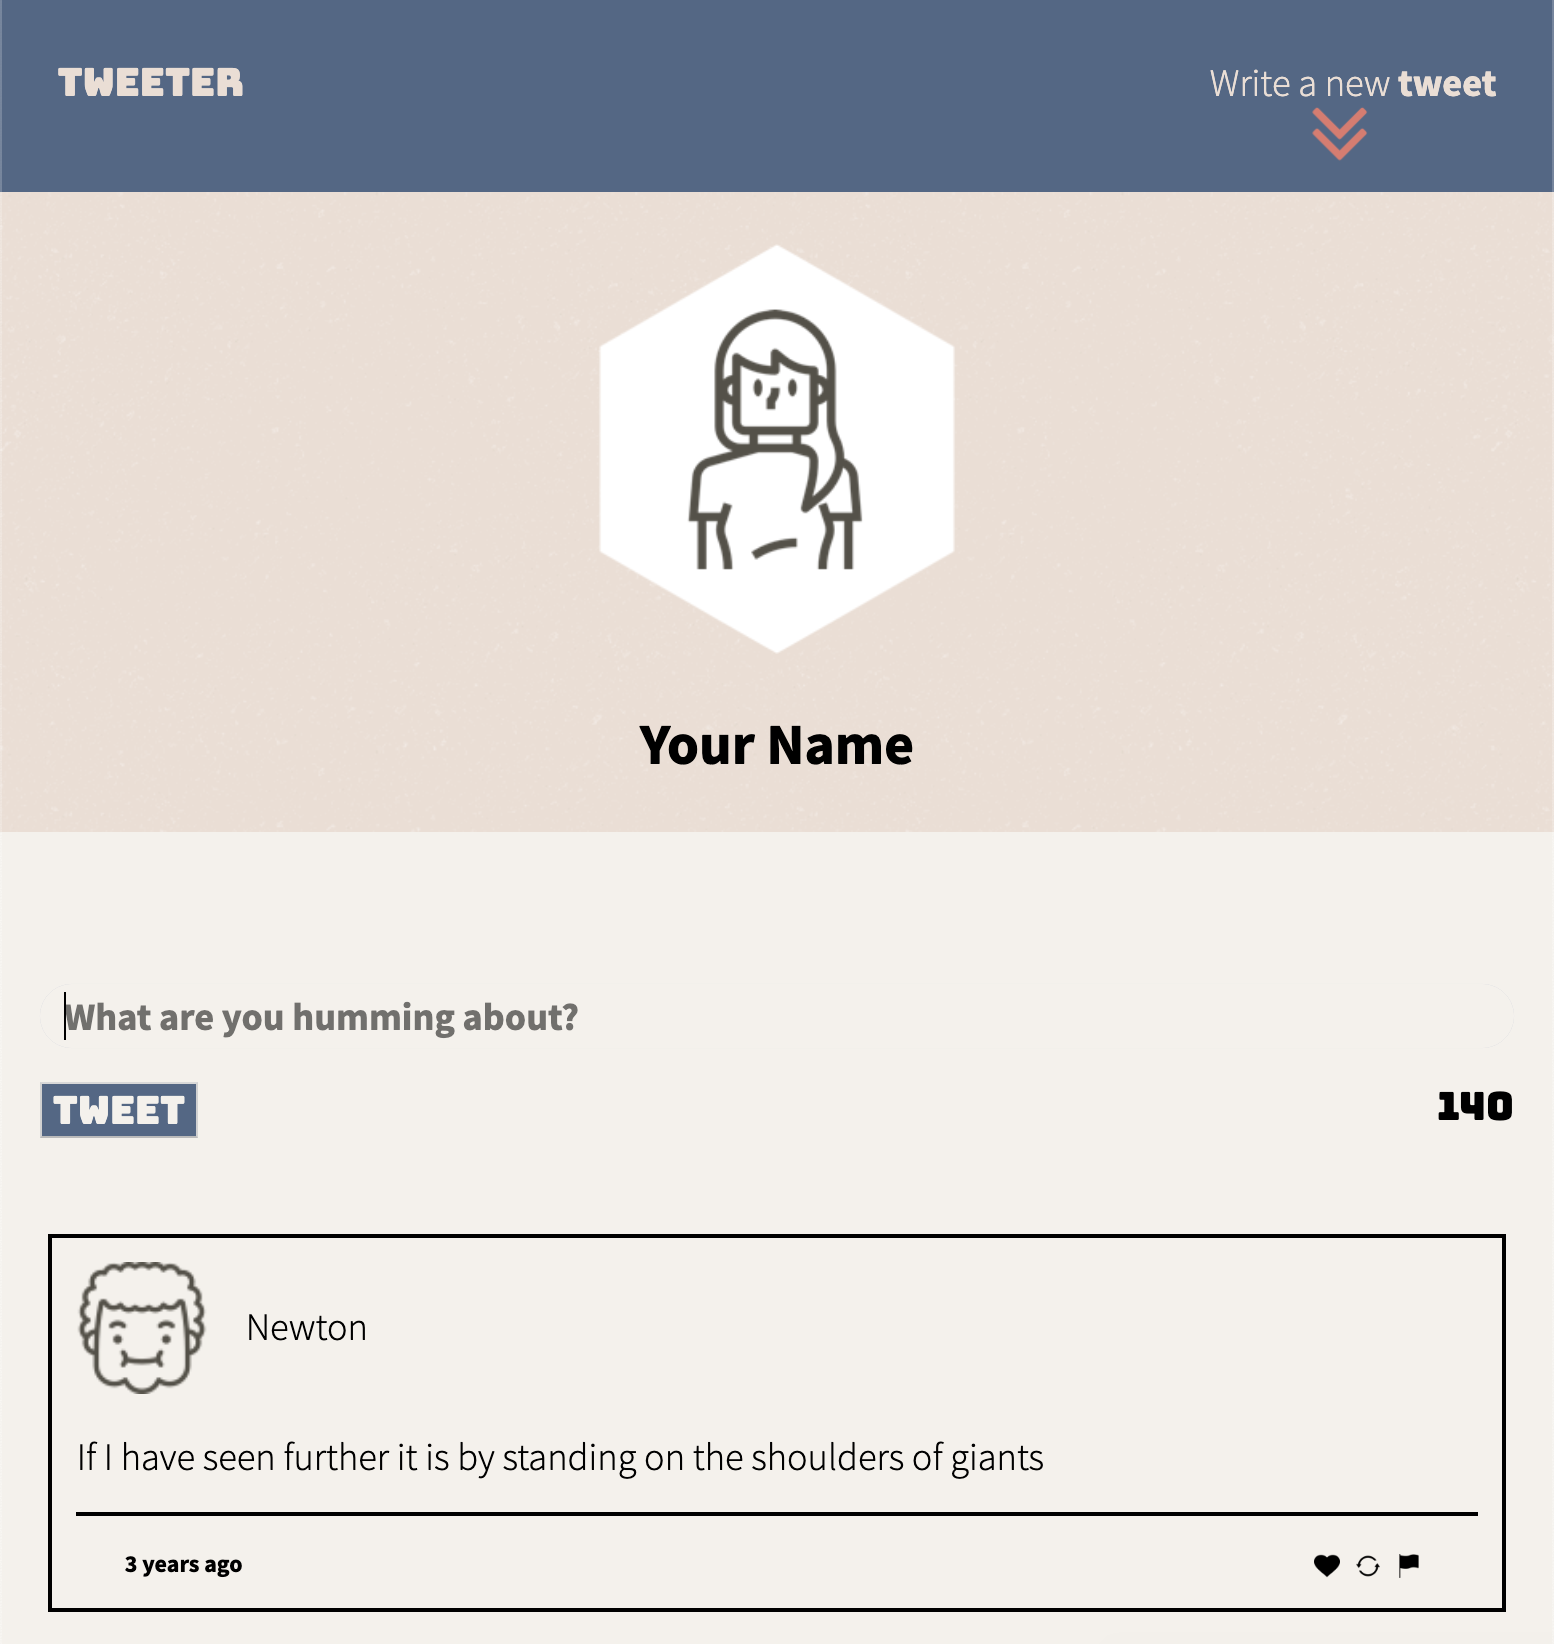 TWEETER
Write a new tweet
Your Name
What are you humming about?
TWEET
140
Newton
If I have seen further it is by standing on the shoulders of giants
3 years ago